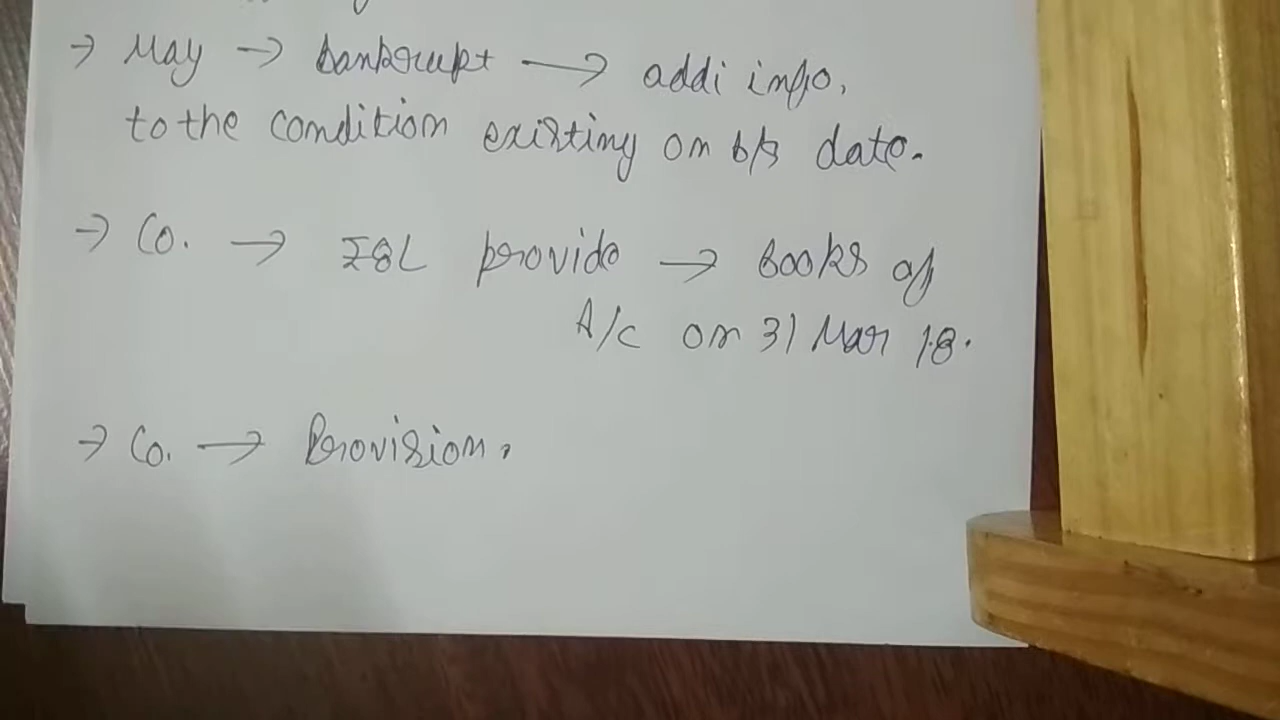 → May → bankrupt → addi info.
to the condition existing on b/s date.
→ Co. → I&L provide → Books of
A/c on 31 Mar 18.
→ Co. → Provision.